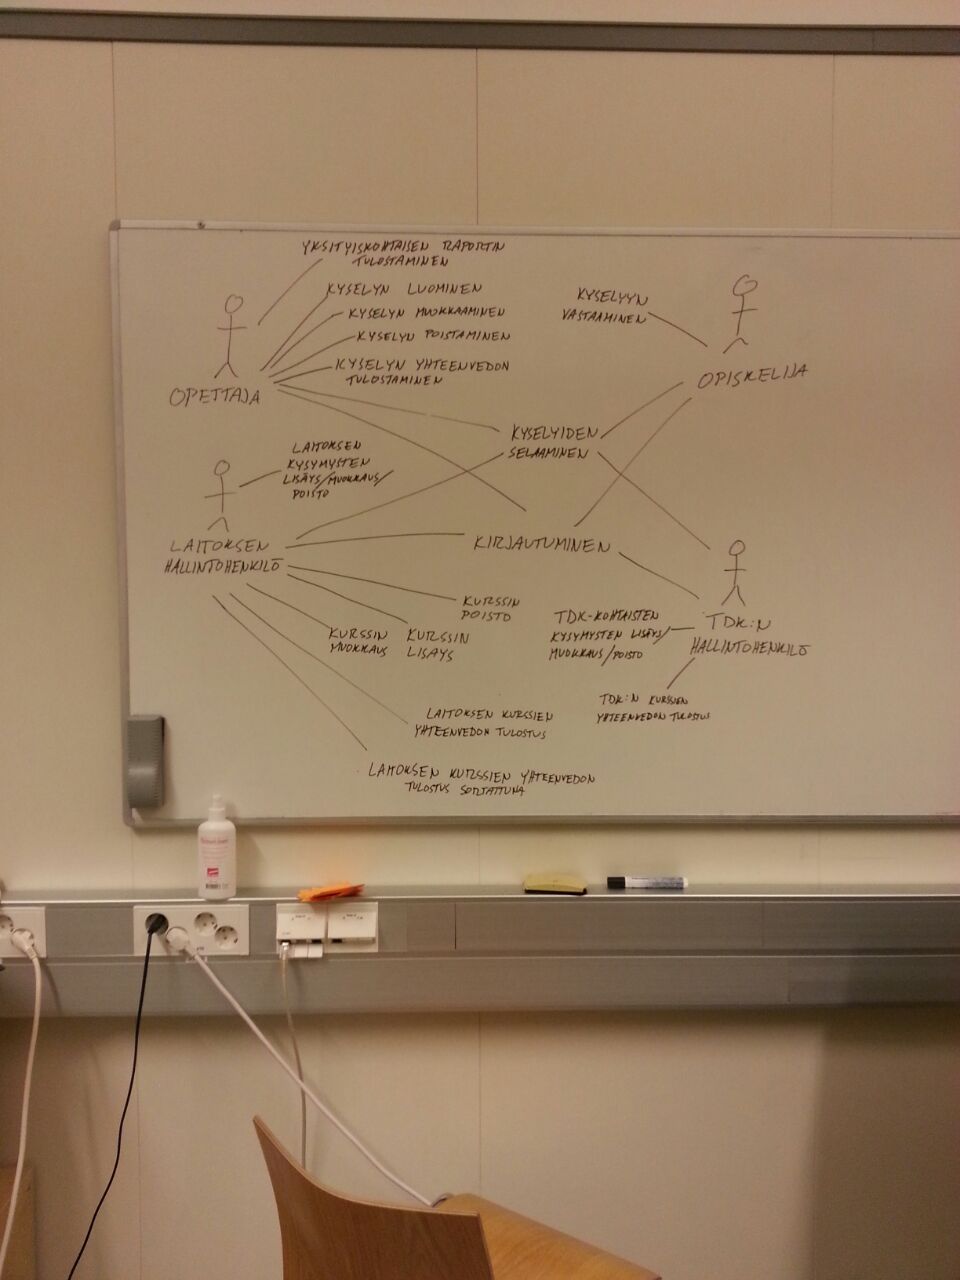 YKSITYISKOHTAISEN RAPORTIN
TULOSTAMINEN
KYSELYN LUOMINEN
KYSELYN MUOKKAAMINEN
KYSELYN POISTAMINEN
KYSELYN YHTEENVEDON
TULOSTAMINEN
OPETTAJA
KYSELYYN
VASTAAMINEN
OPISKELIJA
KYSELYIDEN
SELAAMINEN
LAITOKSEN
KYSYMYSTEN
LISÄYS/MUOKKAUS/
POISTO
LAITOKSEN
HALLINTOHENKILÖ
KIRJAUTUMINEN
KURSSIN
POISTO
KURSSIN
MUOKKAUS
KURSSIN
LISÄYS
TDK-KOHTAISTEN
KYSYMYSTEN LISÄYS/
MUOKKAUS/POISTO
TDK:N
HALLINTOHENKILÖ
TDK:N KURSSIEN
YHTEENVEDON TULOSTUS
LAITOKSEN KURSSIEN
YHTEENVEDON TULOSTUS
LAITOKSEN KURSSIEN YHTEENVEDON
TULOSTUS SORTATTUNA